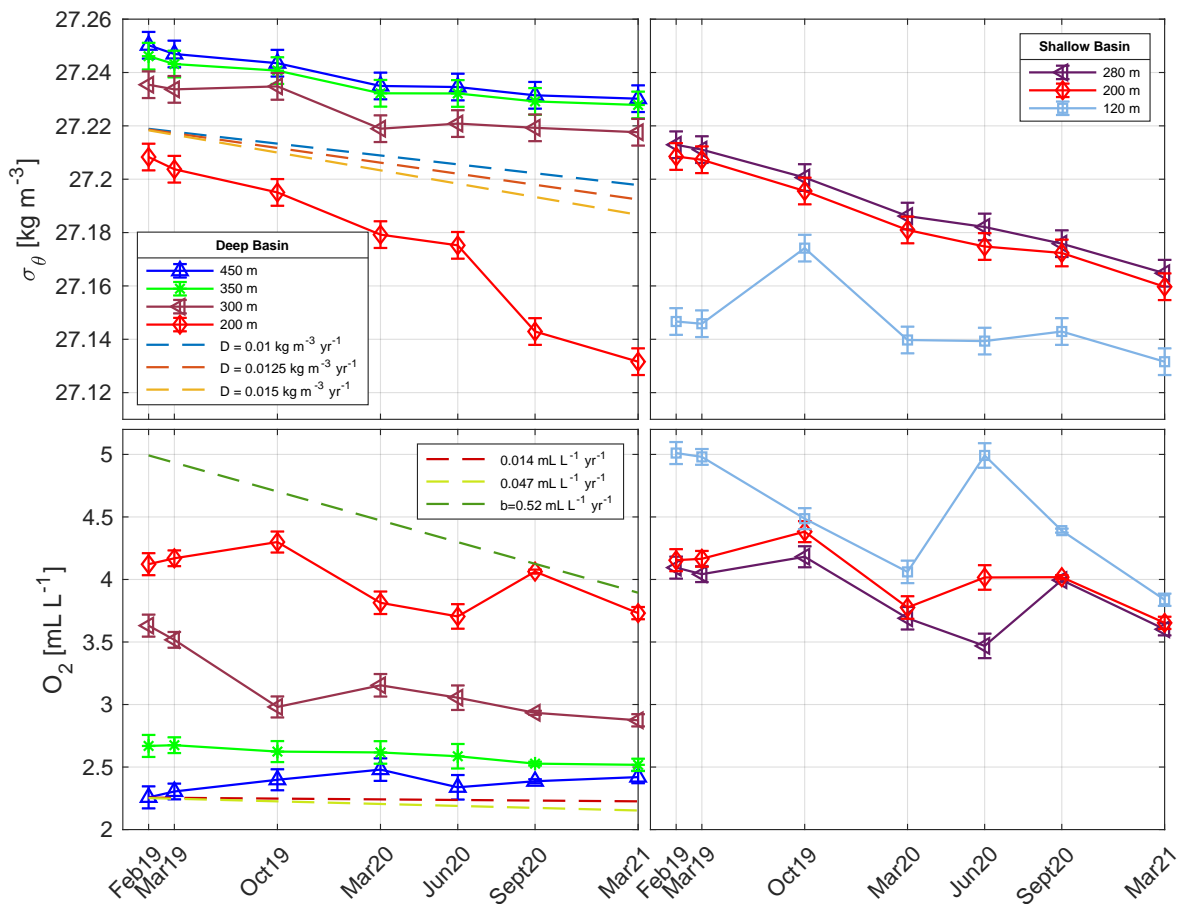 27.26
27.24
27.22
27.2
27.18
27.16
27.14
27.12
σθ [kg m-3]
Deep Basin
450 m
350 m
300 m
200 m
D = 0.01 kg m-3 yr-1
D = 0.0125 kg m-3 yr-1
D = 0.015 kg m-3 yr-1
Shallow Basin
280 m
200 m
120 m
5
4.5
4
3.5
3
2.5
2
O2 [mL L-1]
0.014 mL L-1 yr-1
0.047 mL L-1 yr-1
b=0.52 mL L-1 yr-1
Feb19
Mar19
Oct19
Mar20
Jun20
Sept20
Mar21
Feb19
Mar19
Oct19
Mar20
Jun20
Sept20
Mar21